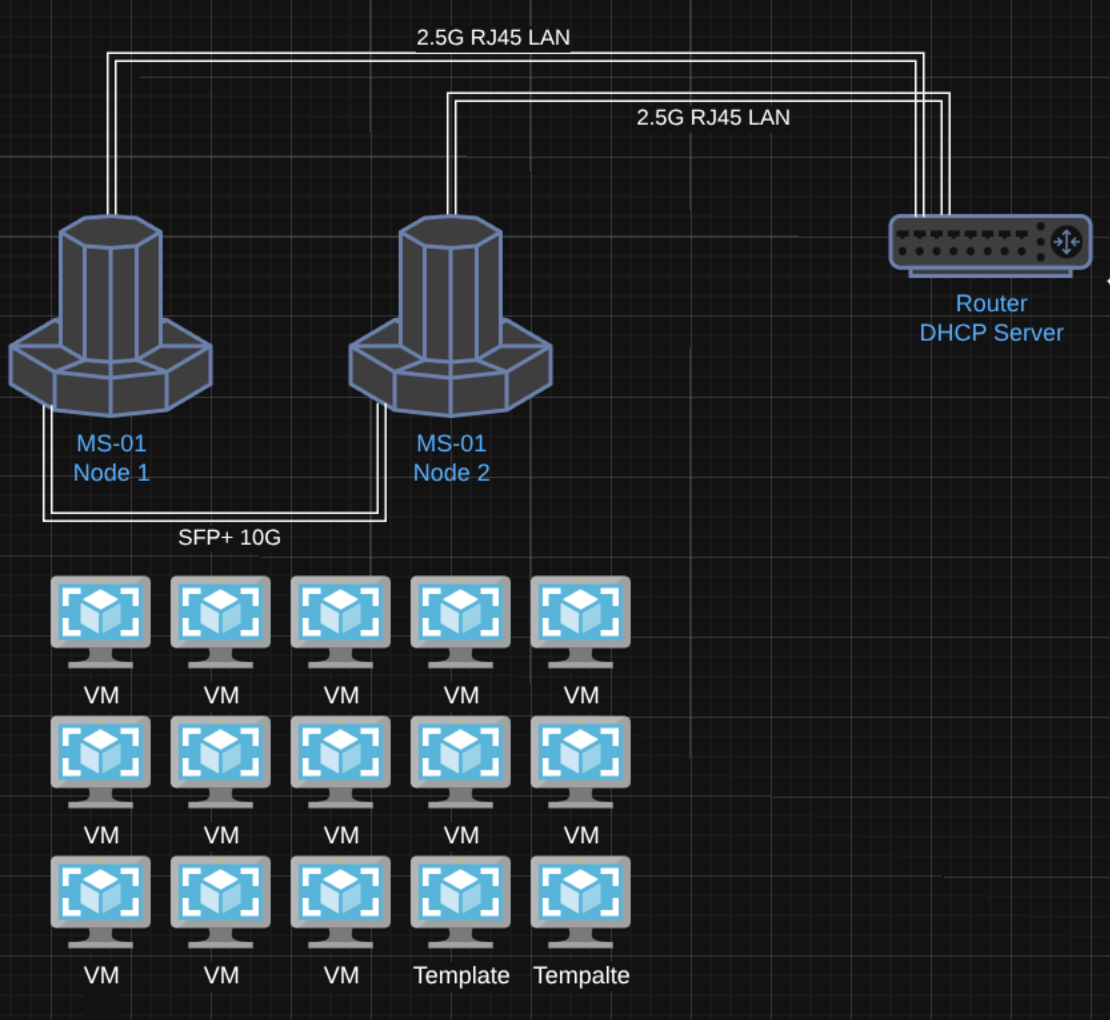 2.5G RJ45 LAN
2.5G RJ45 LAN
Router
DHCP Server
MS-01
Node 1
MS-01
Node 2
SFP+ 10G
VM VM VM VM VM
VM VM VM VM VM
VM VM VM Template Tempalte